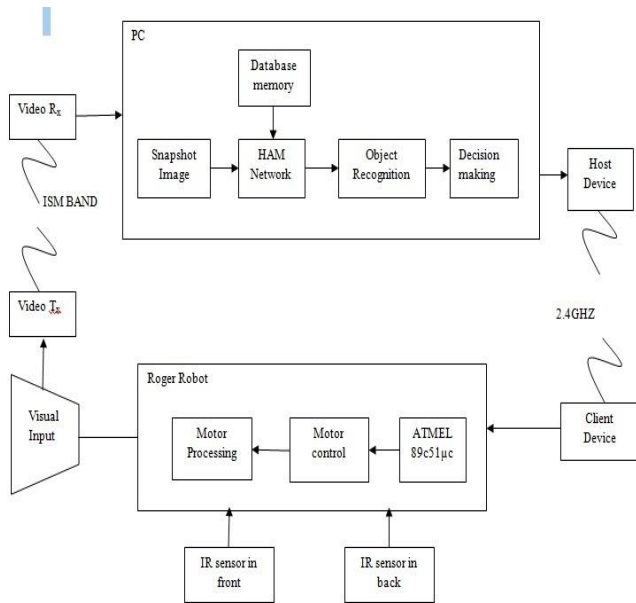 PC
Database
memory
Video Rx
Snapshot
Image
HAM
Network
Object
Recognition
Decision
making
Host
Device
ISM BAND
Video Tx
2.4GHZ
Roger Robot
Visual
Input
Motor
Processing
Motor
control
ATMEL
89c51µc
Client
Device
IR sensor in
front
IR sensor in
back